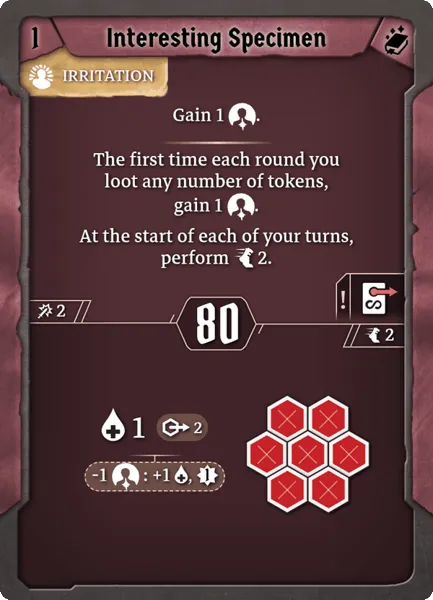 1
Interesting Specimen
IRRITATION
Gain 1 .
The first time each round you
loot any number of tokens,
gain 1 .
At the start of each of your turns,
perform 2.
2
80
!
S
2
1
2
-1 : +1 , 1